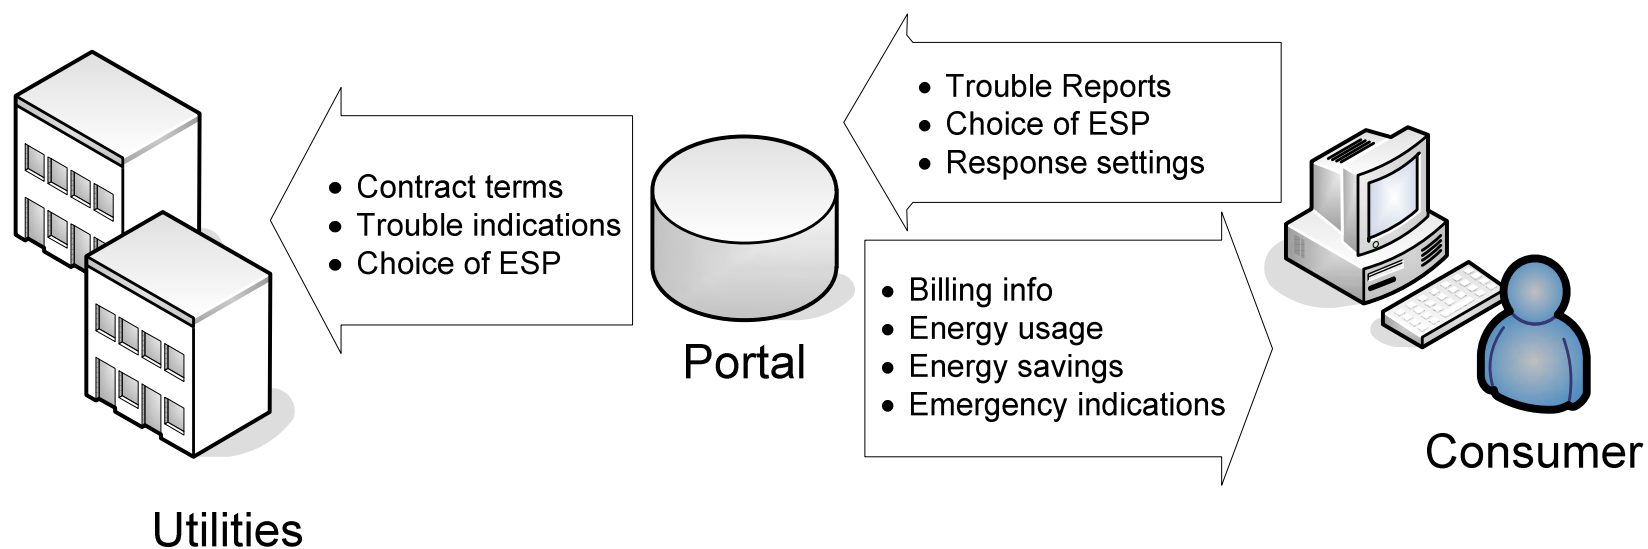 • Trouble Reports
• Choice of ESP
• Response settings
• Contract terms
• Trouble indications
• Choice of ESP
• Billing info
• Energy usage
• Energy savings
• Emergency indications
Portal
Consumer
Utilities